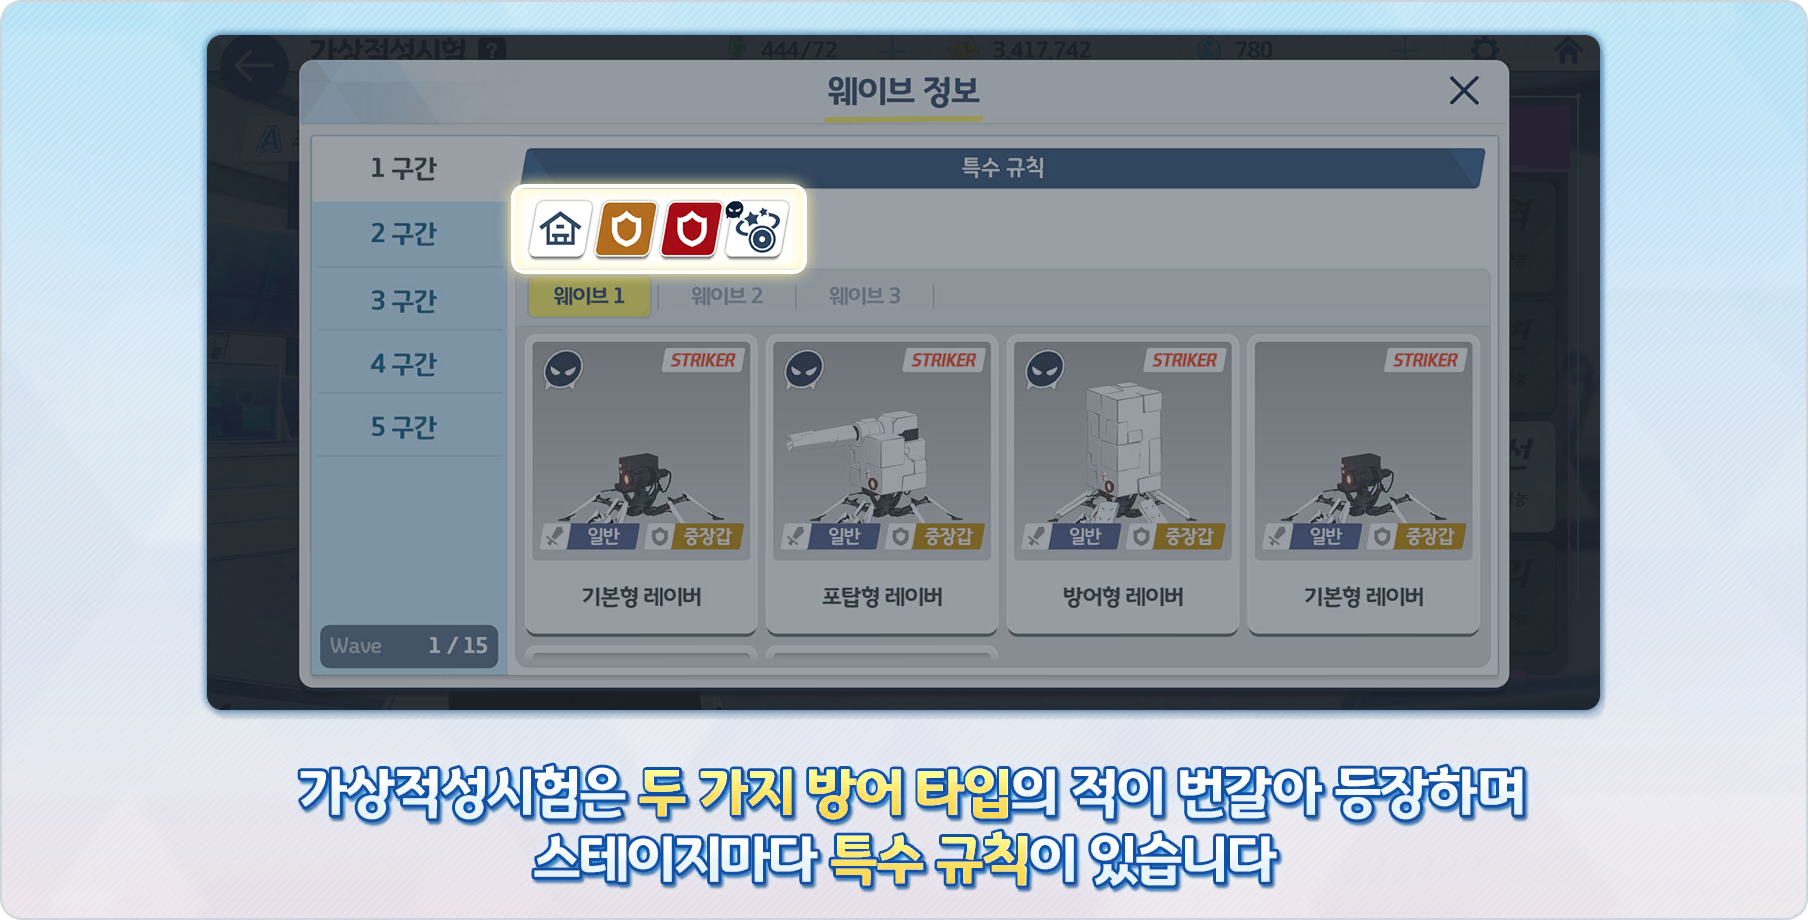 가상적성시험 ?
444/72
3,417,742
780
웨이브 정보
A
1 구간
2 구간
3 구간
4 구간
5 구간
Wave 1 / 15
특수 규칙
웨이브 1
웨이브 2
웨이브 3
STRIKER
일반
중장갑
기본형 레이버
STRIKER
일반
중장갑
포탑형 레이버
STRIKER
일반
중장갑
방어형 레이버
STRIKER
일반
중장갑
기본형 레이버
가상적성시험은 두 가지 방어 타입의 적이 번갈아 등장하며
스테이지마다 특수 규칙이 있습니다